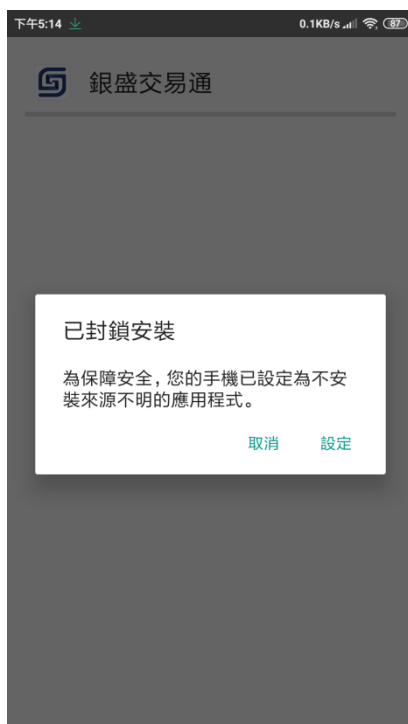 下午5:14 0.1KB/s 87
銀盛交易通
已封鎖安裝
為保障安全，您的手機已設定為不安
裝來源不明的應用程式。
取消 設定